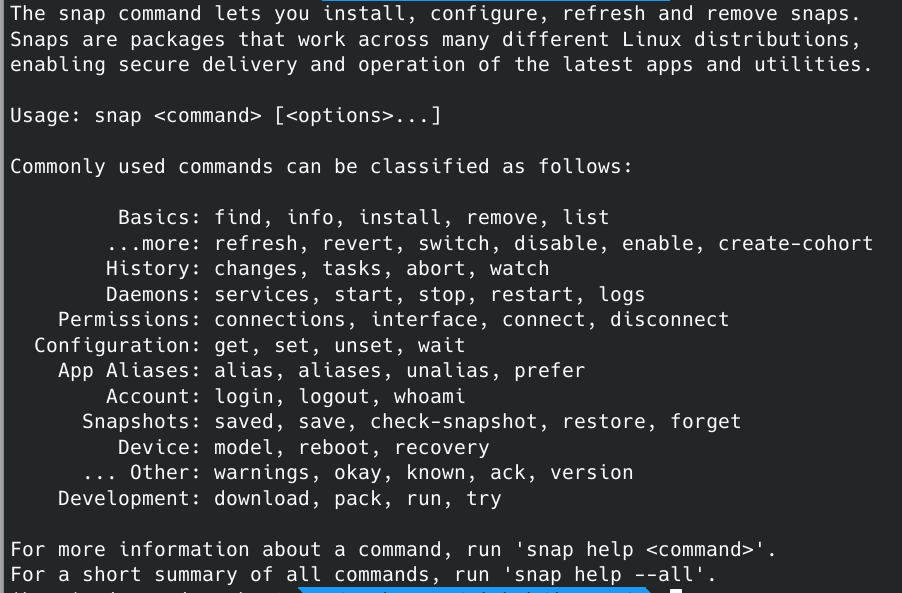 The snap command lets you install, configure, refresh and remove snaps.
Snaps are packages that work across many different Linux distributions,
enabling secure delivery and operation of the latest apps and utilities.

Usage: snap <command> [<options>...]

Commonly used commands can be classified as follows:

         Basics: find, info, install, remove, list
        ...more: refresh, revert, switch, disable, enable, create-cohort
        History: changes, tasks, abort, watch
        Daemons: services, start, stop, restart, logs
    Permissions: connections, interface, connect, disconnect
  Configuration: get, set, unset, wait
    App Aliases: alias, aliases, unalias, prefer
        Account: login, logout, whoami
      Snapshots: saved, save, check-snapshot, restore, forget
         Device: model, reboot, recovery
      ... Other: warnings, okay, known, ack, version
    Development: download, pack, run, try

For more information about a command, run 'snap help <command>'.
For a short summary of all commands, run 'snap help --all'.